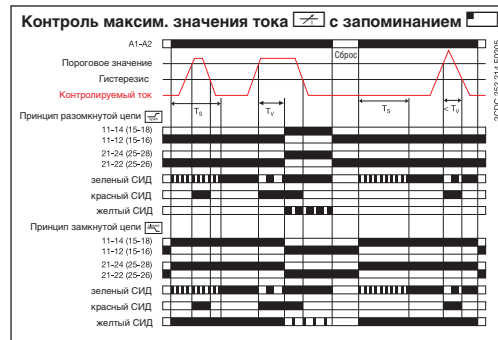 Контроль максим. значения тока с запоминанием
A1-A2
Сброс
Пороговое значение
Гистерезис
Контролируемый ток
Ts
Tv
Ts
< Tv
Принцип разомкнутой цепи
11-14 (15-18)
11-12 (15-16)
21-24 (25-28)
21-22 (25-26)
зеленый СИД
красный СИД
желтый СИД
Принцип замкнутой цепи
11-14 (15-18)
11-12 (15-16)
21-24 (25-28)
21-22 (25-26)
зеленый СИД
красный СИД
желтый СИД
2CDC 252 214 F0205